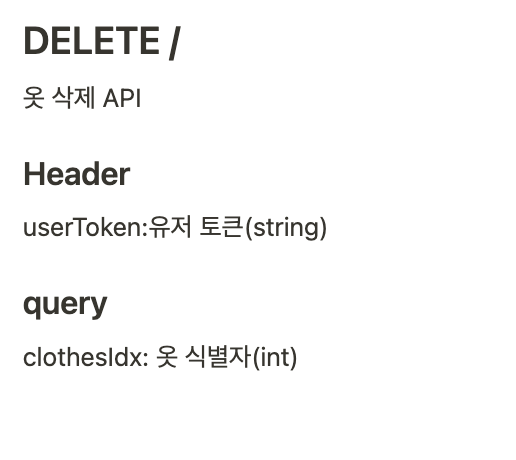 DELETE /
옷 삭제 API
Header
userToken:유저 토큰(string)
query
clothesIdx: 옷 식별자(int)